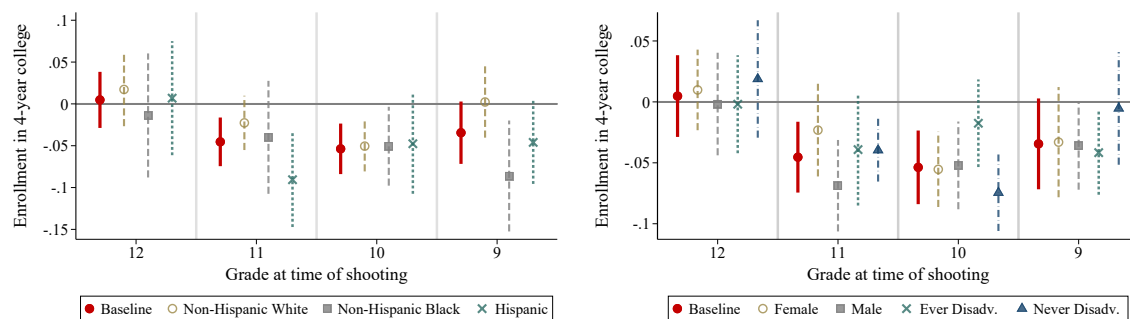 Enrollment in 4-year college
.1
.05
0
-.05
-.1
-.15
12 11 10 9
Grade at time of shooting
Baseline Non-Hispanic White Non-Hispanic Black Hispanic
Enrollment in 4-year college
.05
0
-.05
-.1
12 11 10 9
Grade at time of shooting
Baseline Female Male Ever Disadv. Never Disadv.